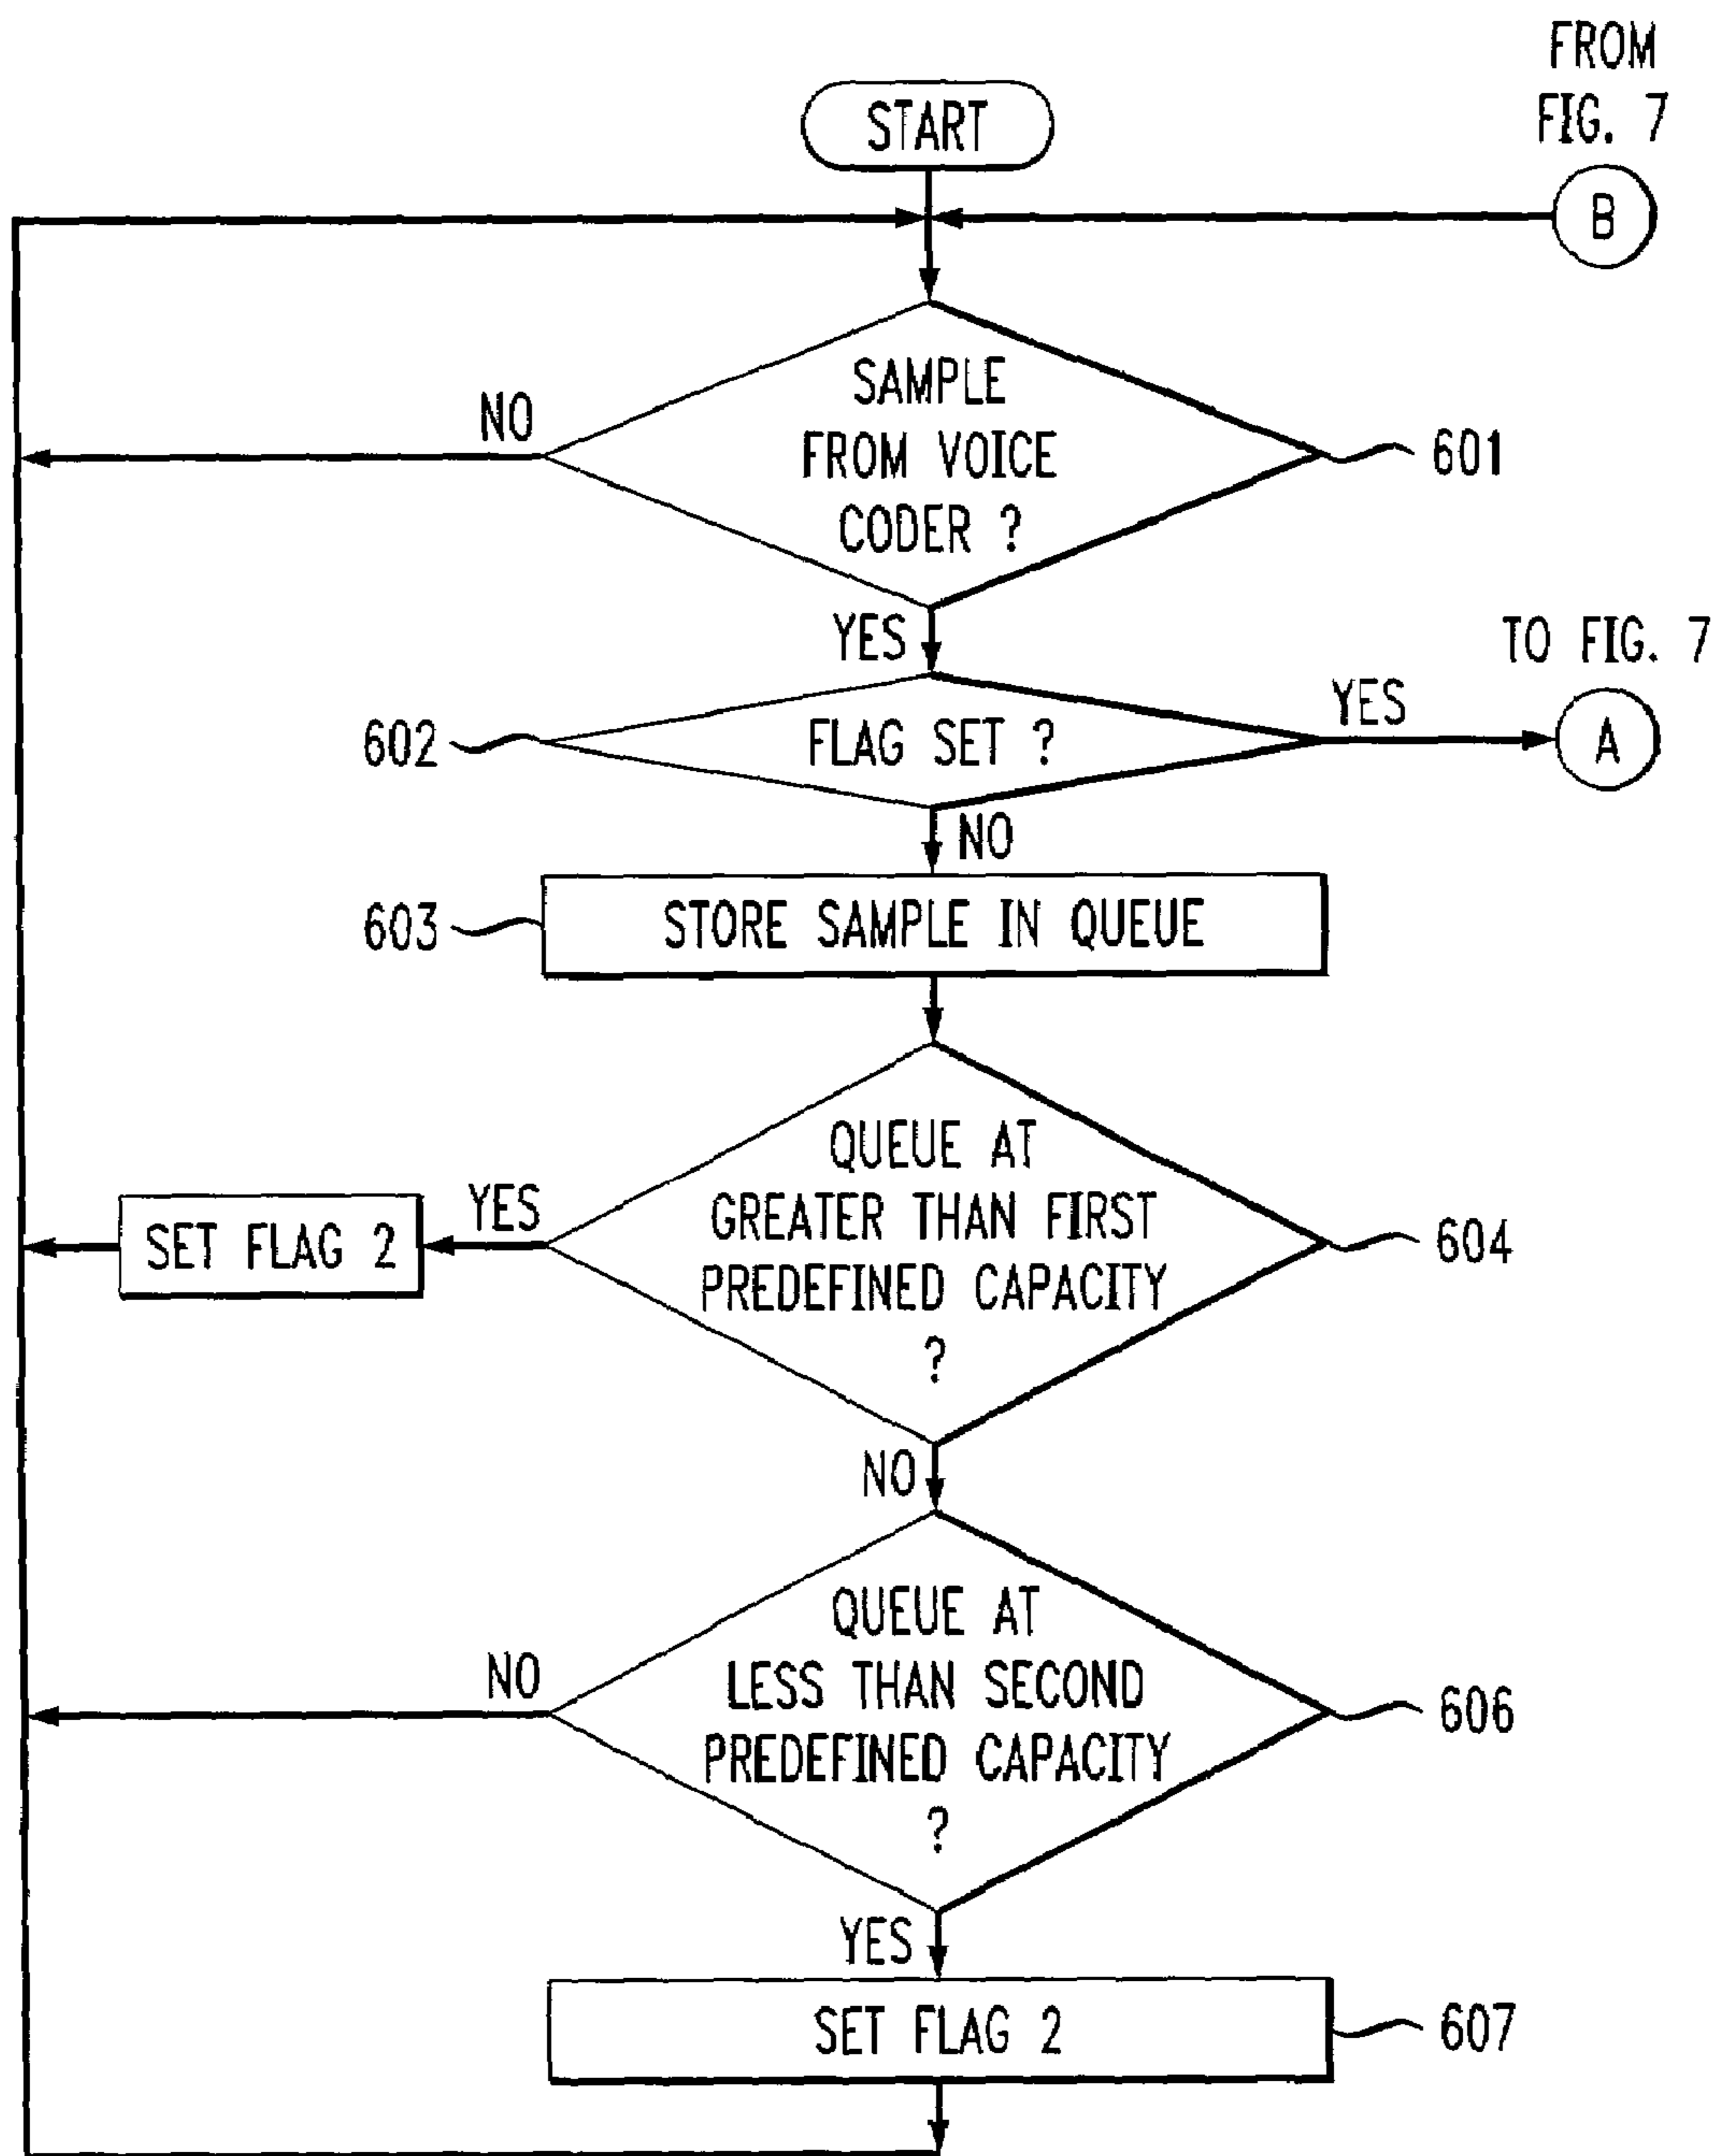 FROM
FIG. 7
START
B
SAMPLE
FROM VOICE
CODER ?
NO
601
YES
TO FIG. 7
602
FLAG SET ?
YES
A
NO
603
STORE SAMPLE IN QUEUE
QUEUE AT
GREATER THAN FIRST
PREDEFINED CAPACITY
?
YES
SET FLAG 2
604
NO
QUEUE AT
LESS THAN SECOND
PREDEFINED CAPACITY
?
NO
606
YES
SET FLAG 2
607